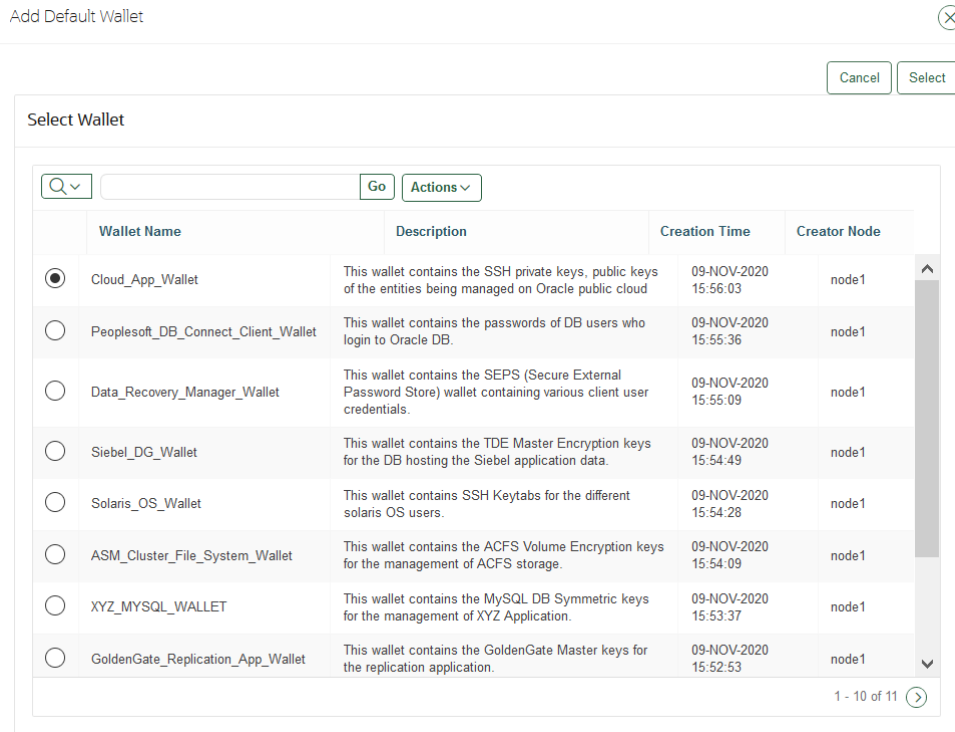 Add Default Wallet
Cancel
Select
Select Wallet
Go
Actions
Wallet Name
Description
Creation Time
Creator Node
Cloud_App_Wallet
This wallet contains the SSH private keys, public keys
of the entities being managed on Oracle public cloud
09-NOV-2020
15:56:03
node1
Peoplesoft_DB_Connect_Client_Wallet
This wallet contains the passwords of DB users who
login to Oracle DB.
09-NOV-2020
15:55:36
node1
Data_Recovery_Manager_Wallet
This wallet contains the SEPS (Secure External
Password Store) wallet containing various client user
credentials.
09-NOV-2020
15:55:09
node1
Siebel_DG_Wallet
This wallet contains the TDE Master Encryption keys
for the DB hosting the Siebel application data.
09-NOV-2020
15:54:49
node1
Solaris_OS_Wallet
This wallet contains SSH Keytabs for the different
solaris OS users.
09-NOV-2020
15:54:28
node1
ASM_Cluster_File_System_Wallet
This wallet contains the ACFS Volume Encryption keys
for the management of ACFS storage.
09-NOV-2020
15:54:09
node1
XYZ_MYSQL_WALLET
This wallet contains the MySQL DB Symmetric keys
for the management of XYZ Application.
09-NOV-2020
15:53:37
node1
GoldenGate_Replication_App_Wallet
This wallet contains the GoldenGate Master keys for
the replication application.
09-NOV-2020
15:52:53
node1
1 - 10 of 11